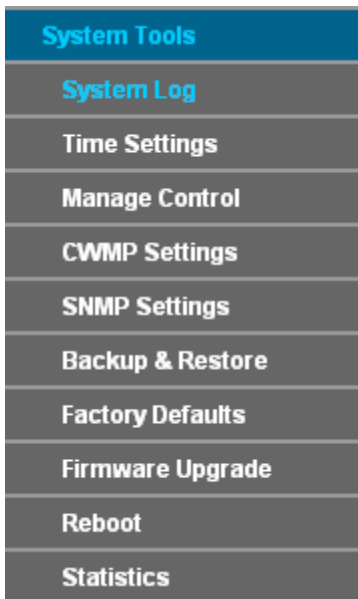 System Tools
System Log
Time Settings
Manage Control
CWMP Settings
SNMP Settings
Backup & Restore
Factory Defaults
Firmware Upgrade
Reboot
Statistics